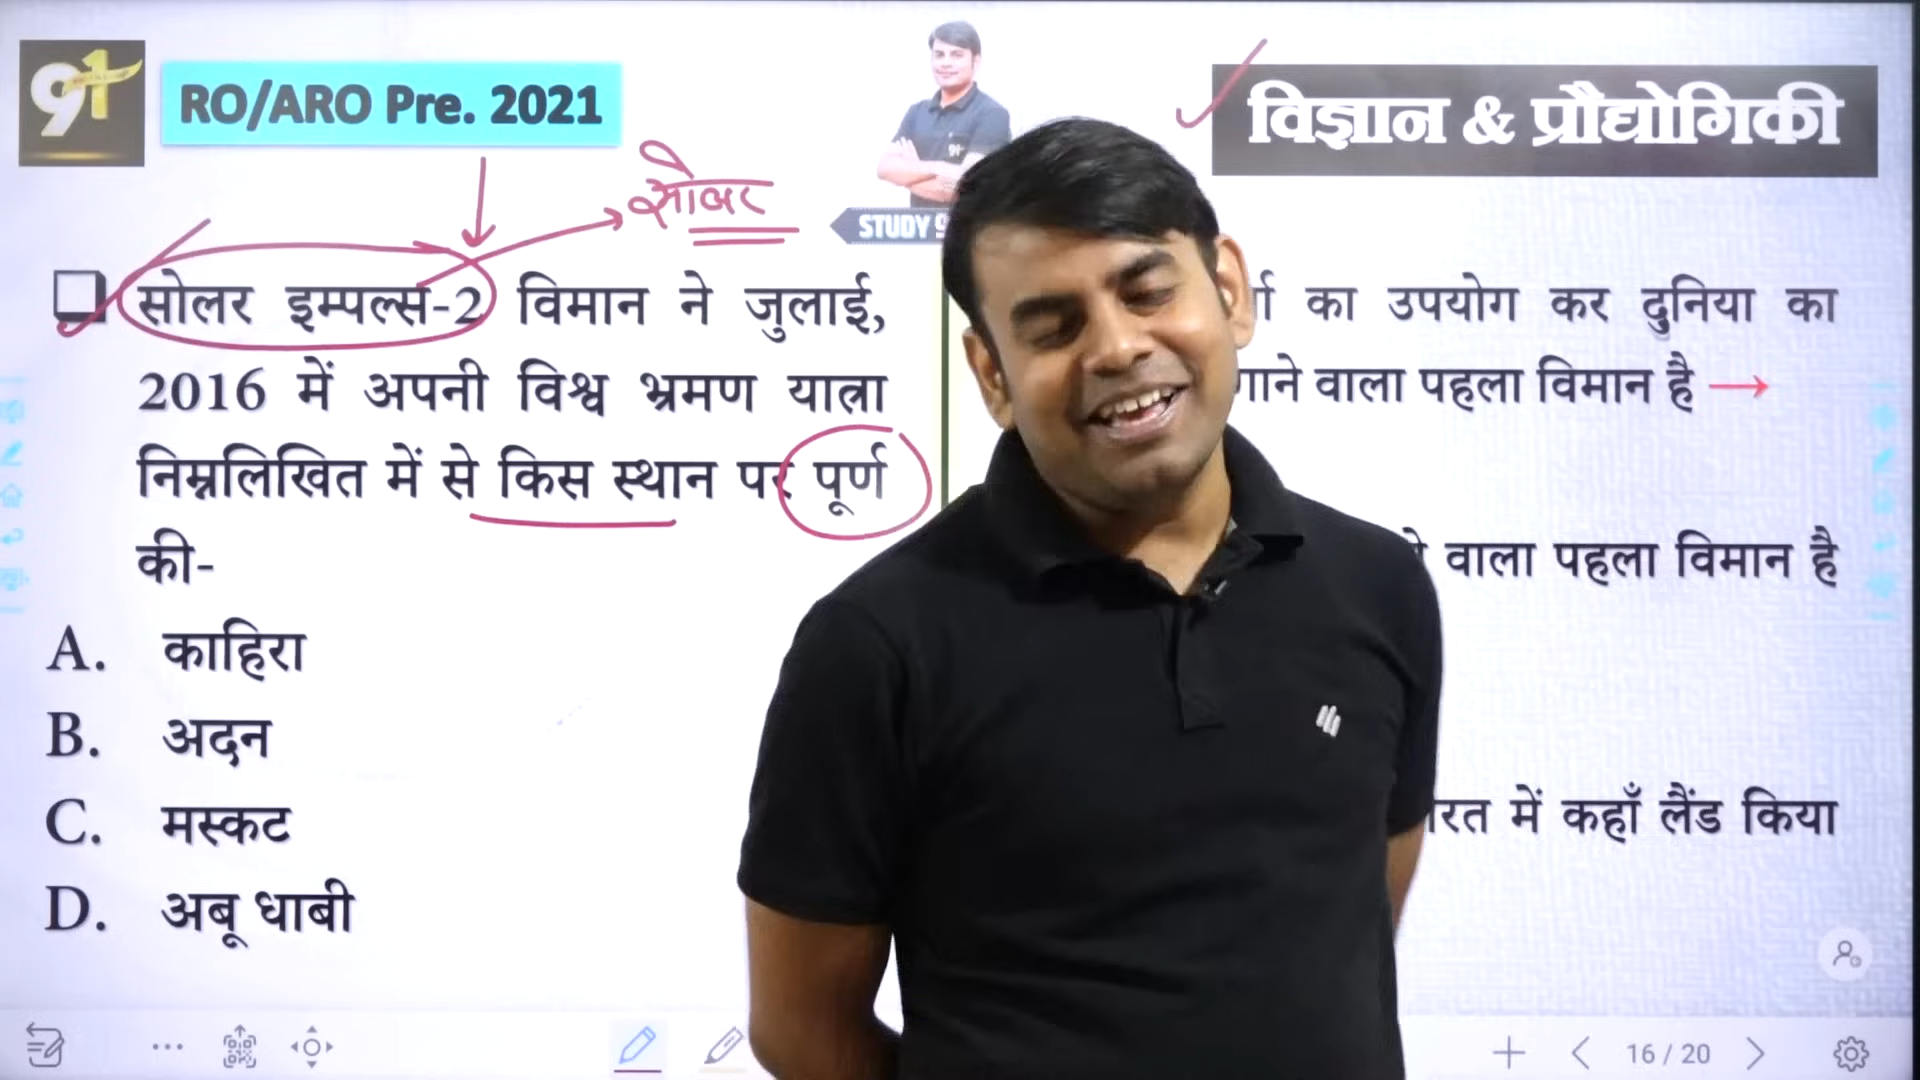 91
RO/ARO Pre. 2021
सोलर
STUDY 9
विज्ञान & प्रौद्योगिकी
सोलर इम्पल्स-2 विमान ने जुलाई,
2016 में अपनी विश्व भ्रमण यात्रा
निम्नलिखित में से किस स्थान पर पूर्ण
की-
A. काहिरा
B. अदन
C. मस्कट
D. अबू धाबी
का उपयोग कर दुनिया का
वाला पहला विमान है →
वाला पहला विमान है
में कहाँ लैंड किया
16 / 20